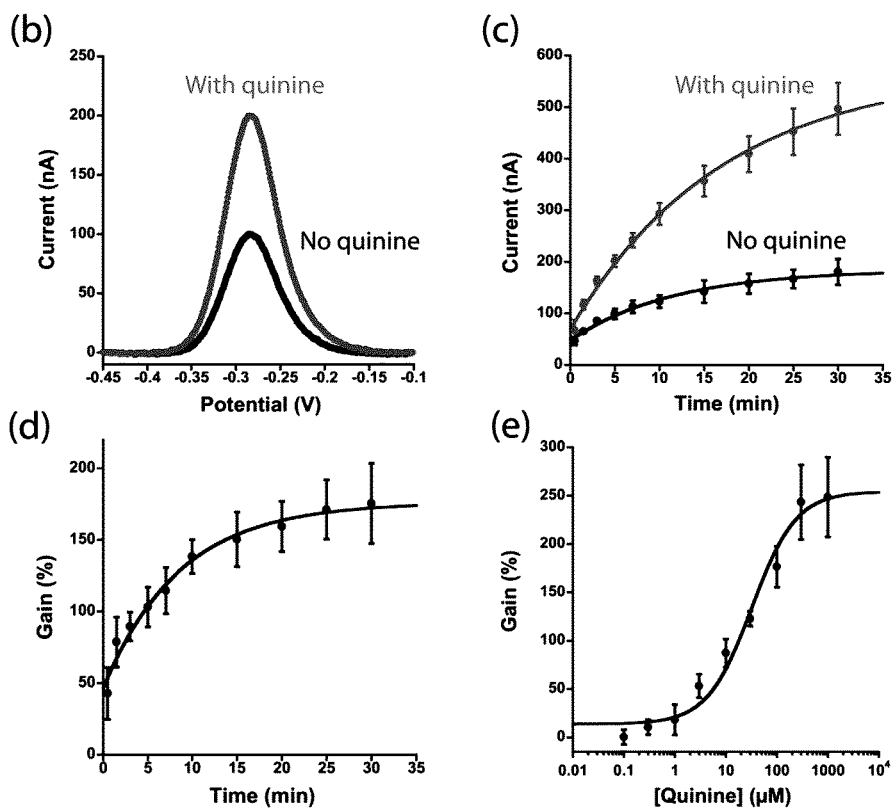 (b)
250
200
150
100
50
0
Current (nA)
With quinine
No quinine
-0.45 -0.4 -0.35 -0.3 -0.25 -0.2 -0.15 -0.1
Potential (V)
(c)
600
500
400
300
200
100
0
Current (nA)
With quinine
No quinine
0 5 10 15 20 25 30 35
Time (min)
(d)
200
150
100
50
0
Gain (%)
0 5 10 15 20 25 30 35
Time (min)
(e)
300
250
200
150
100
50
0
Gain (%)
0.01 0.1 1 10 100 1000 10⁴
[Quinine] (µM)